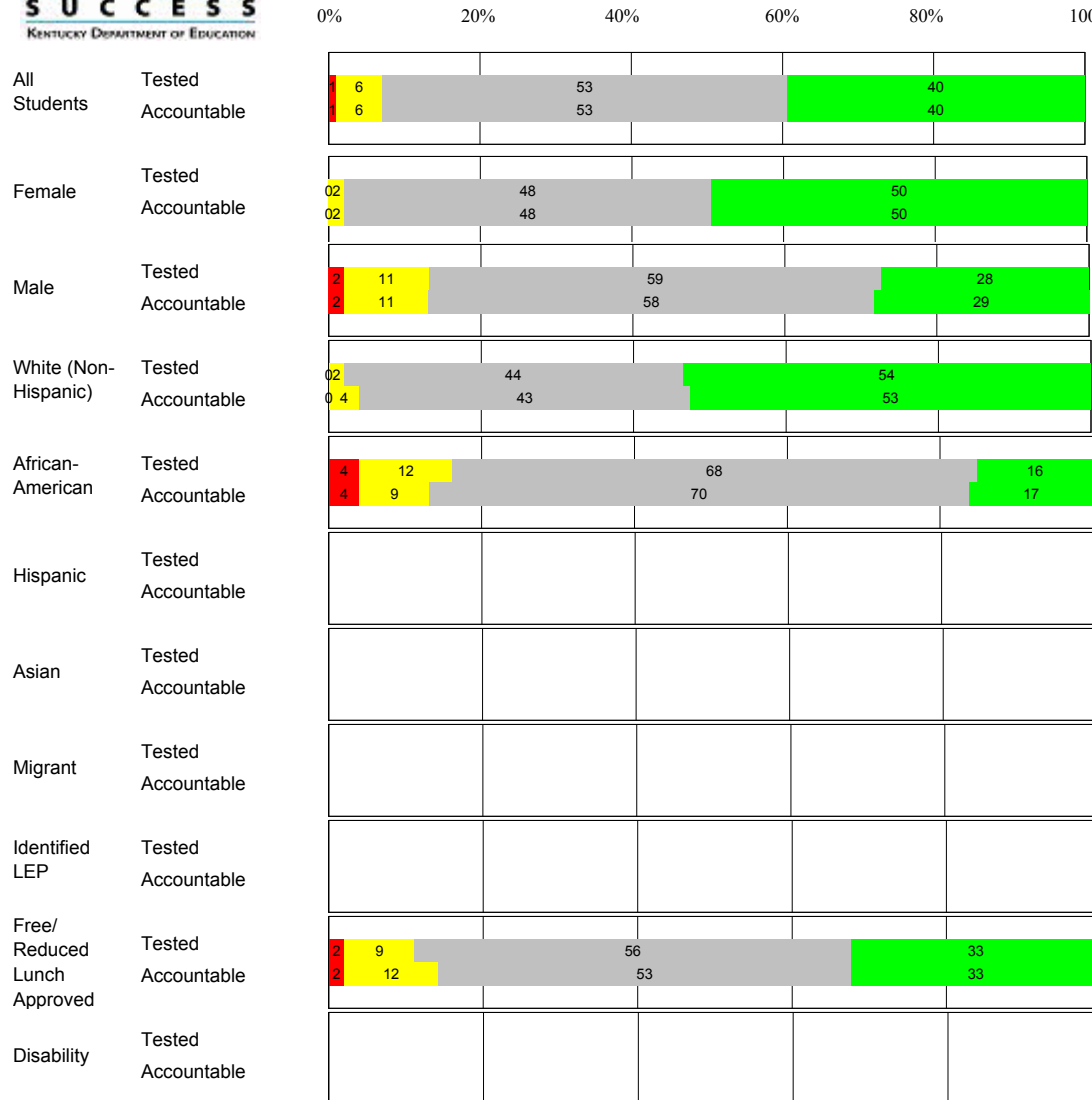 S U C C E S S
KENTUCKY DEPARTMENT OF EDUCATION
0% 20% 40% 60% 80% 100
All Students
Tested 1 6 53 40
Accountable 1 6 53 40
Female
Tested 0 2 48 50
Accountable 0 2 48 50
Male
Tested 2 11 59 28
Accountable 2 11 58 29
White (Non-
Hispanic)
Tested 0 2 44 54
Accountable 0 4 43 53
African-
American
Tested 4 12 68 16
Accountable 4 9 70 17
Hispanic
Tested
Accountable
Asian
Tested
Accountable
Migrant
Tested
Accountable
Identified
LEP
Tested
Accountable
Free/
Reduced
Lunch
Approved
Tested 2 9 56 33
Accountable 2 12 53 33
Disability
Tested
Accountable